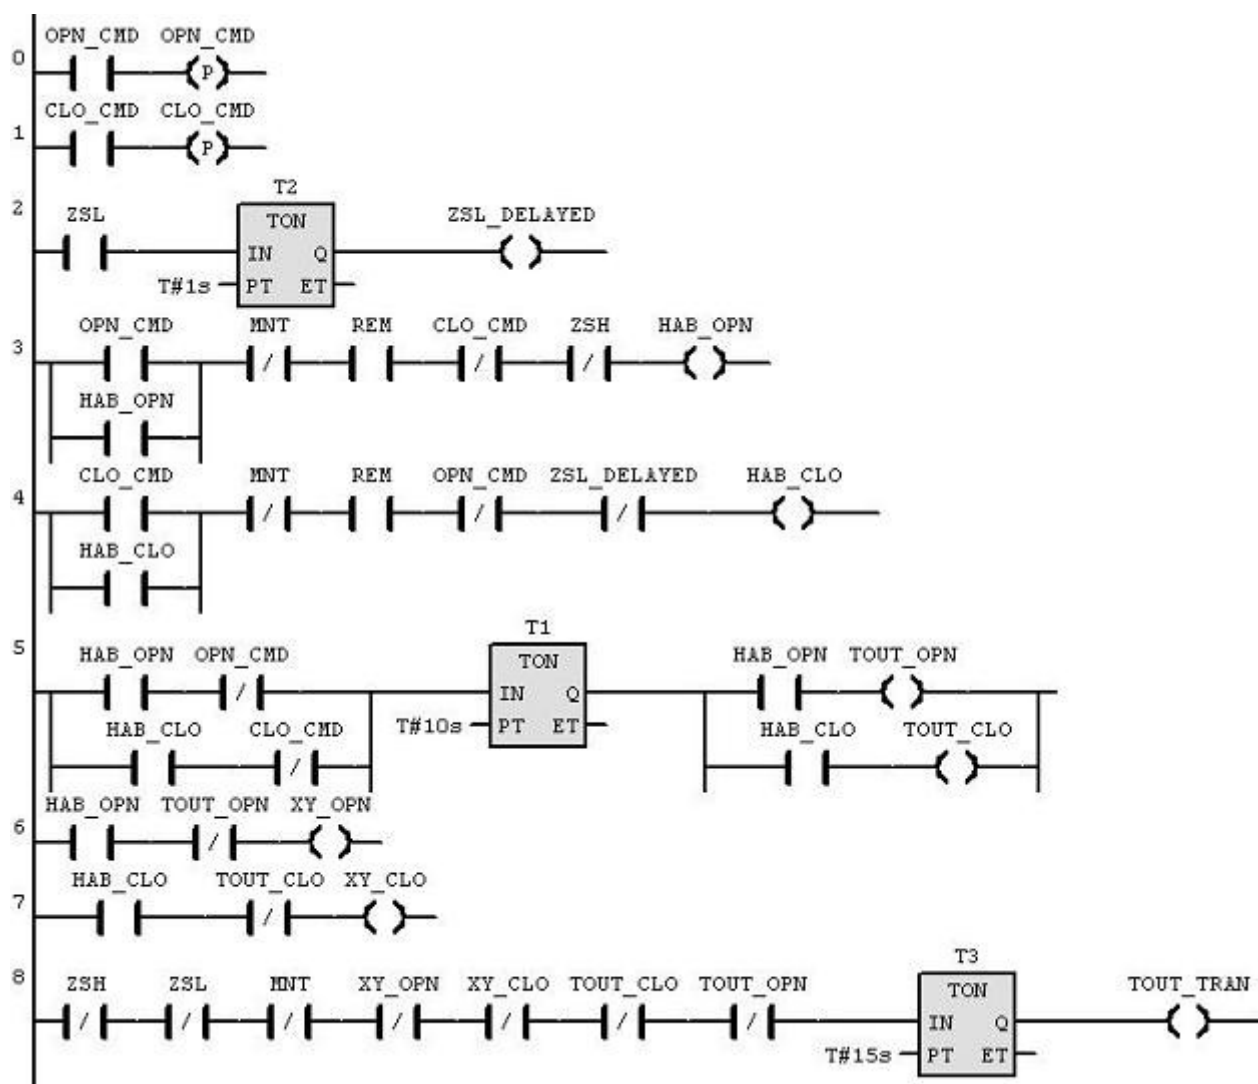 OPN_CMD OPN_CMD
0
P
CLO_CMD CLO_CMD
1
P
T2
2
ZSL TON ZSL_DELAYED
IN Q
T#1s PT ET
OPN_CMD MNT REM CLO_CMD ZSH HAB_OPN
3
/ / /
HAB_OPN
CLO_CMD MNT REM OPN_CMD ZSL_DELAYED HAB_CLO
4
/ / /
HAB_CLO
T1
5
HAB_OPN OPN_CMD TON HAB_OPN TOUT_OPN
/ IN Q
T#10s PT ET
HAB_CLO CLO_CMD HAB_CLO TOUT_CLO
/
HAB_OPN TOUT_OPN XY_OPN
6
/
HAB_CLO TOUT_CLO XY_CLO
7
/
T3
8
ZSH ZSL MNT XY_OPN XY_CLO TOUT_CLO TOUT_OPN TON TOUT_TRAN
/ / / / / / / IN Q
T#15s PT ET